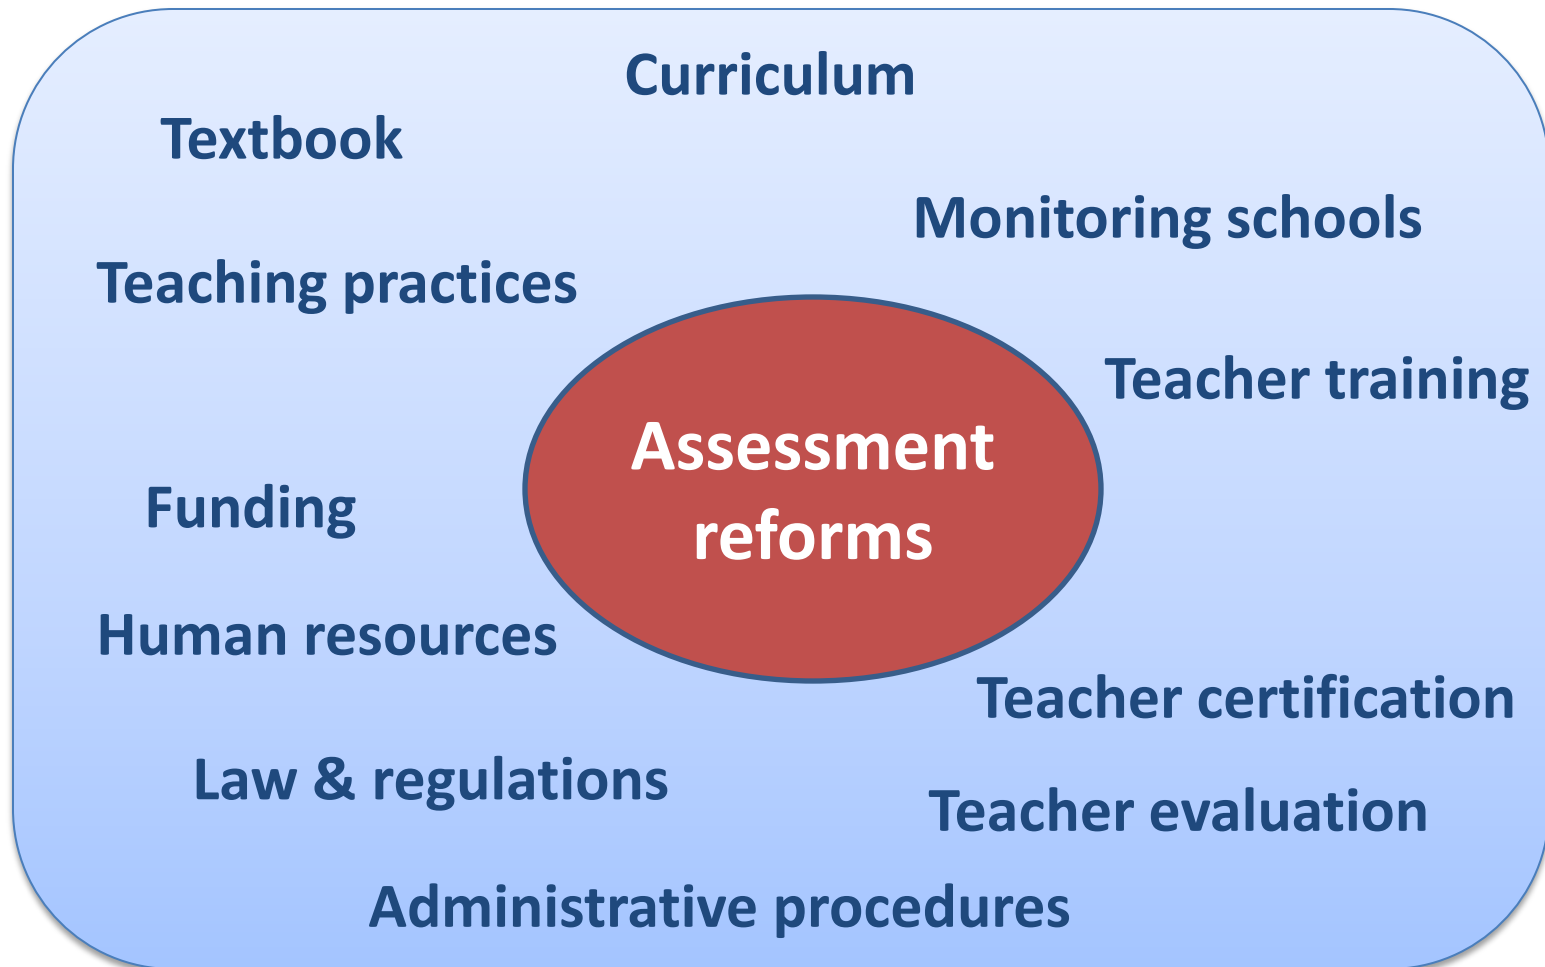 Curriculum
Textbook
Monitoring schools
Teaching practices
Teacher training
Assessment
reforms
Funding
Human resources
Teacher certification
Law & regulations
Teacher evaluation
Administrative procedures